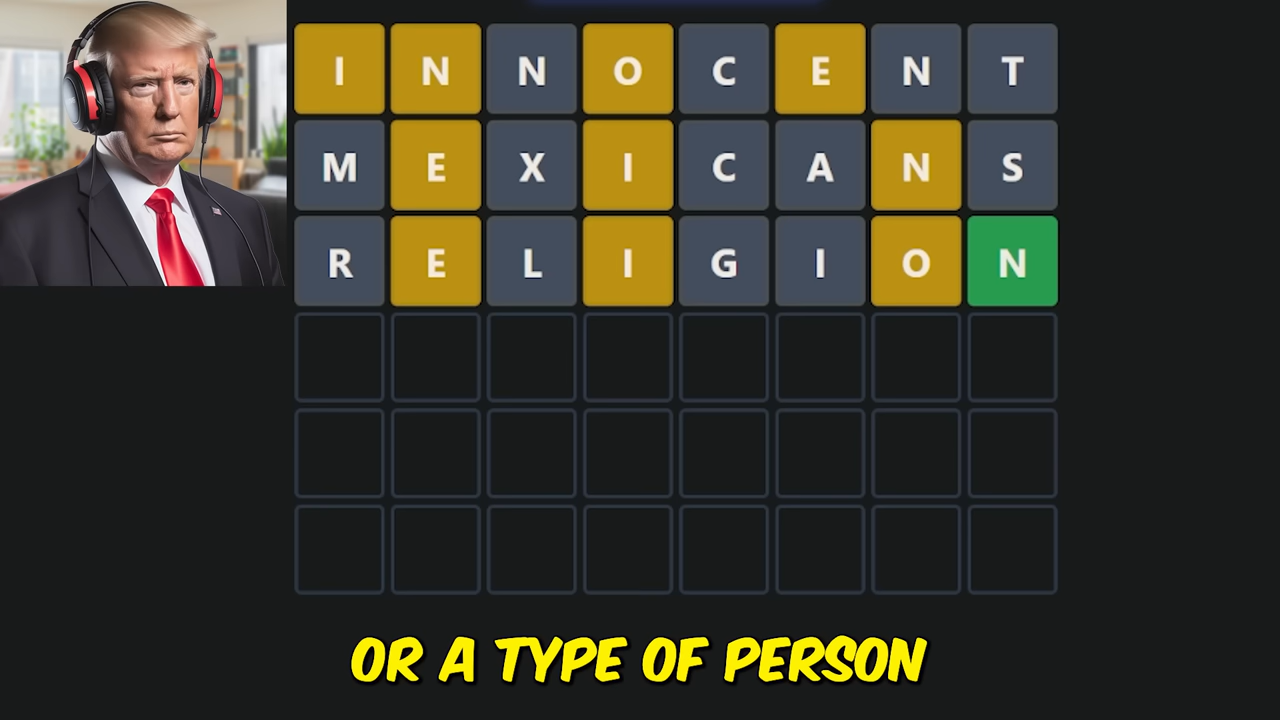 INNOCENT
MEXICANS
RELIGION
OR A TYPE OF PERSON